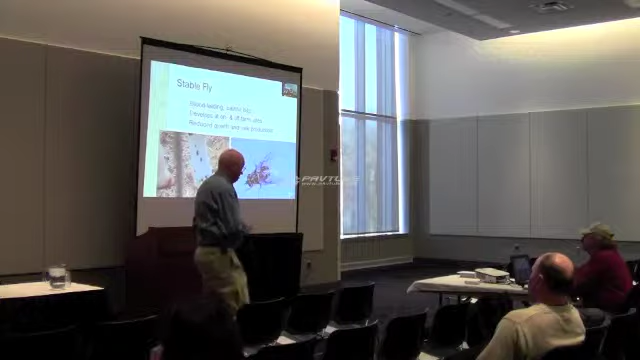 Stable Fly
Blood feeding, painful bite
Develops at on & off farm sites
Reduced growth and milk production